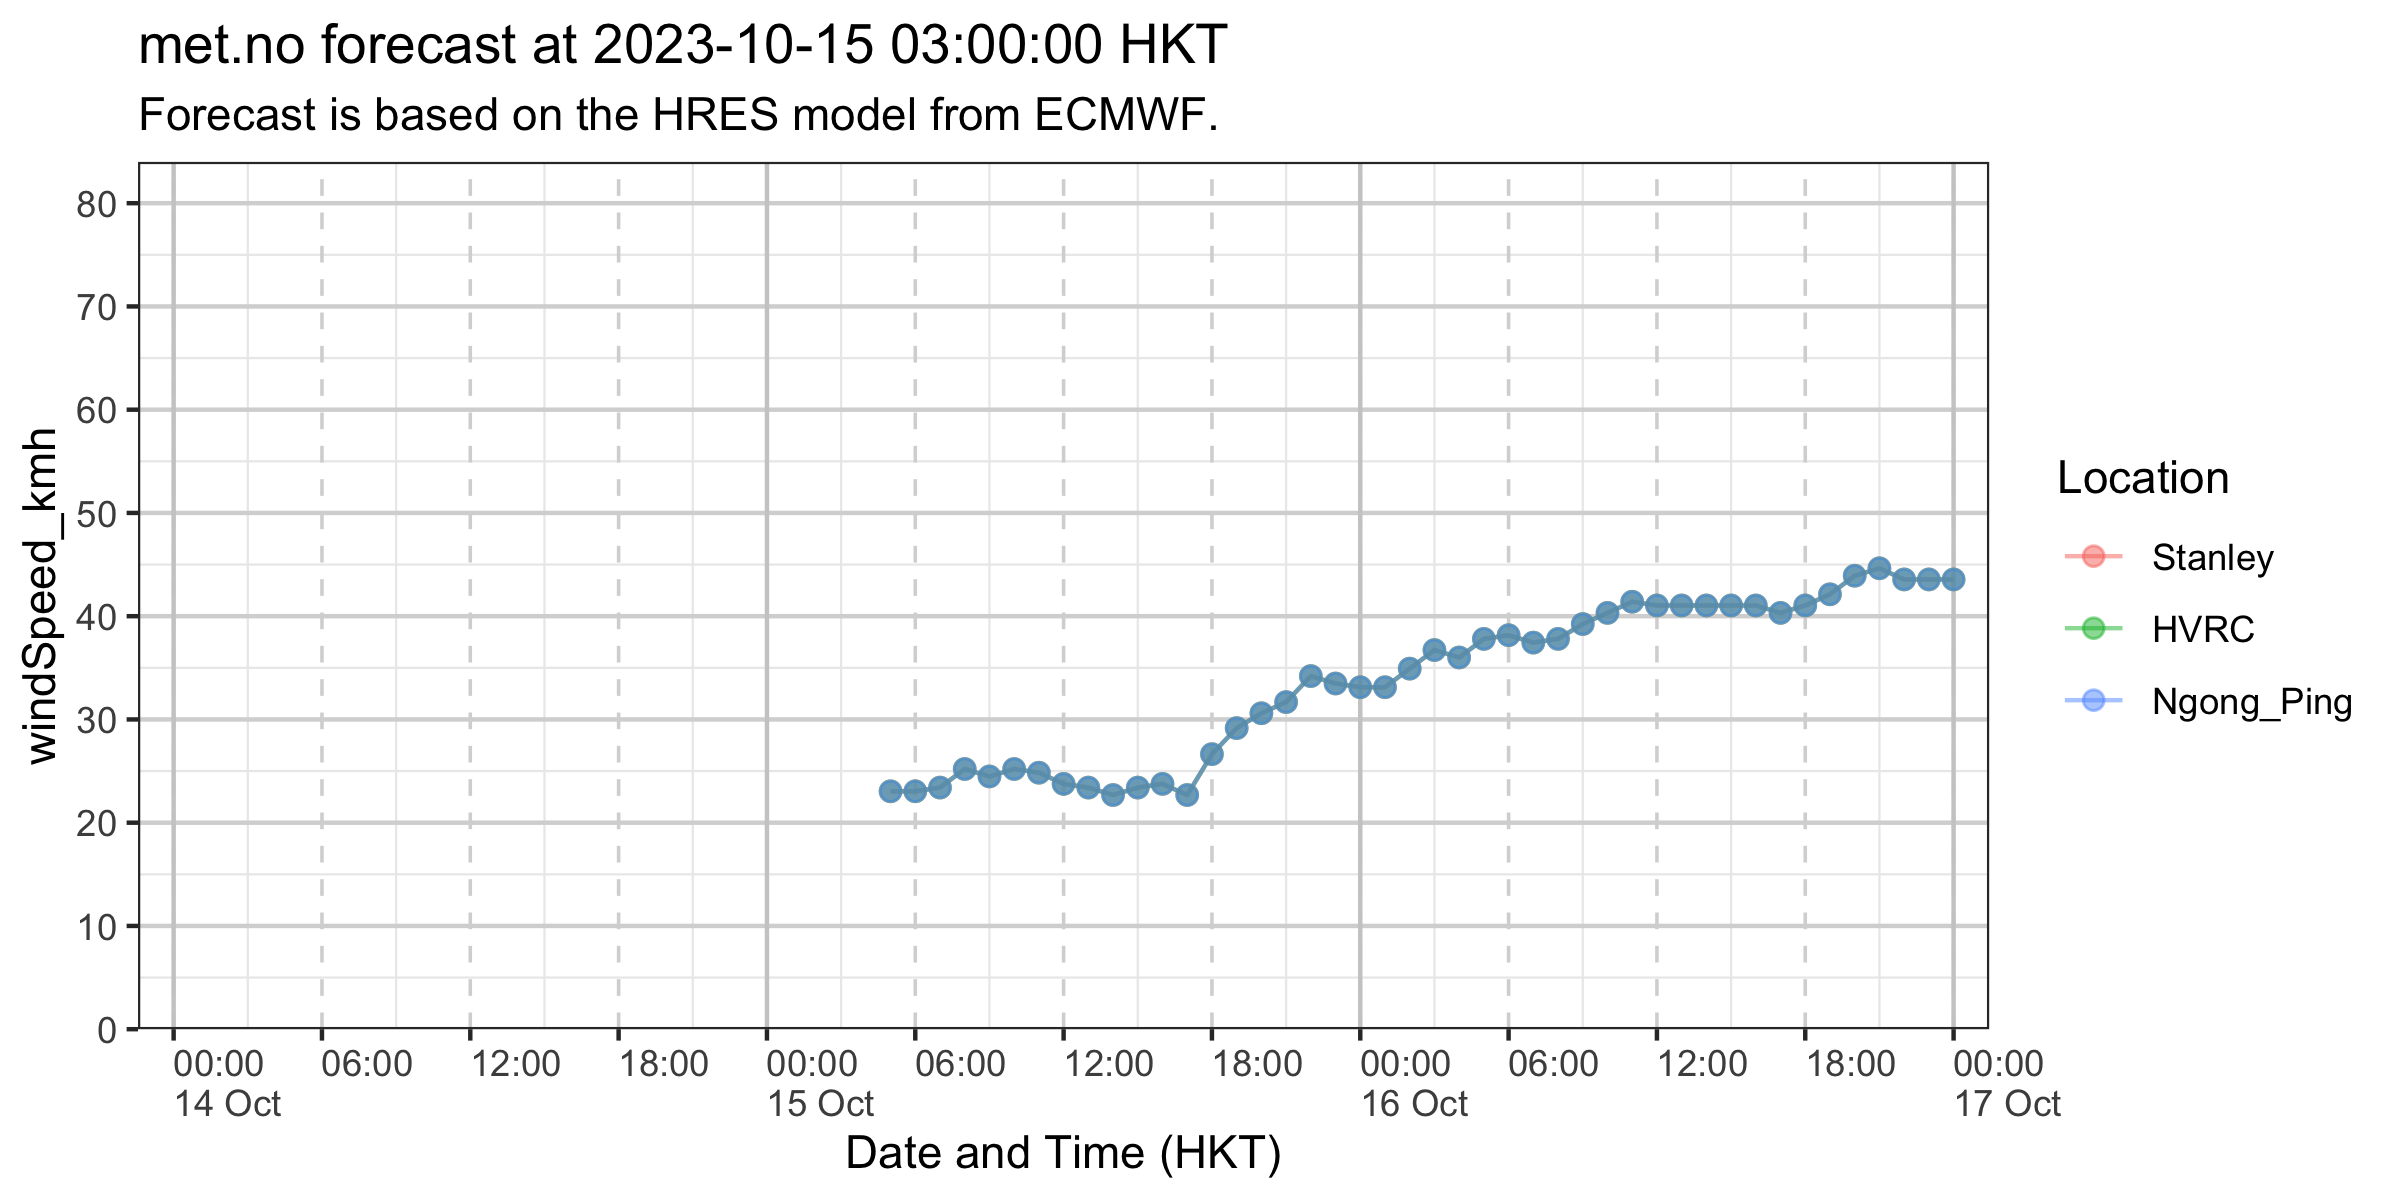 met.no forecast at 2023-10-15 03:00:00 HKT
Forecast is based on the HRES model from ECMWF.
windSpeed_kmh
80
70
60
50
40
30
20
10
0
00:00 06:00 12:00 18:00 00:00 06:00 12:00 18:00 00:00 06:00 12:00 18:00 00:00
14 Oct 15 Oct 16 Oct 17 Oct
Date and Time (HKT)
Location
Stanley
HVRC
Ngong_Ping